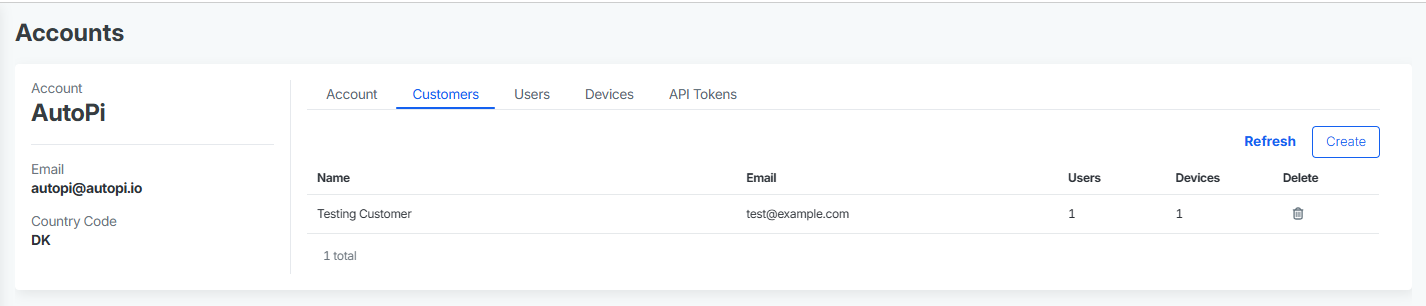 Accounts
Account
AutoPi
Email
autopi@autopi.io
Country Code
DK
Account Customers Users Devices API Tokens
Refresh Create
Name Email Users Devices Delete
Testing Customer test@example.com 1 1
1 total